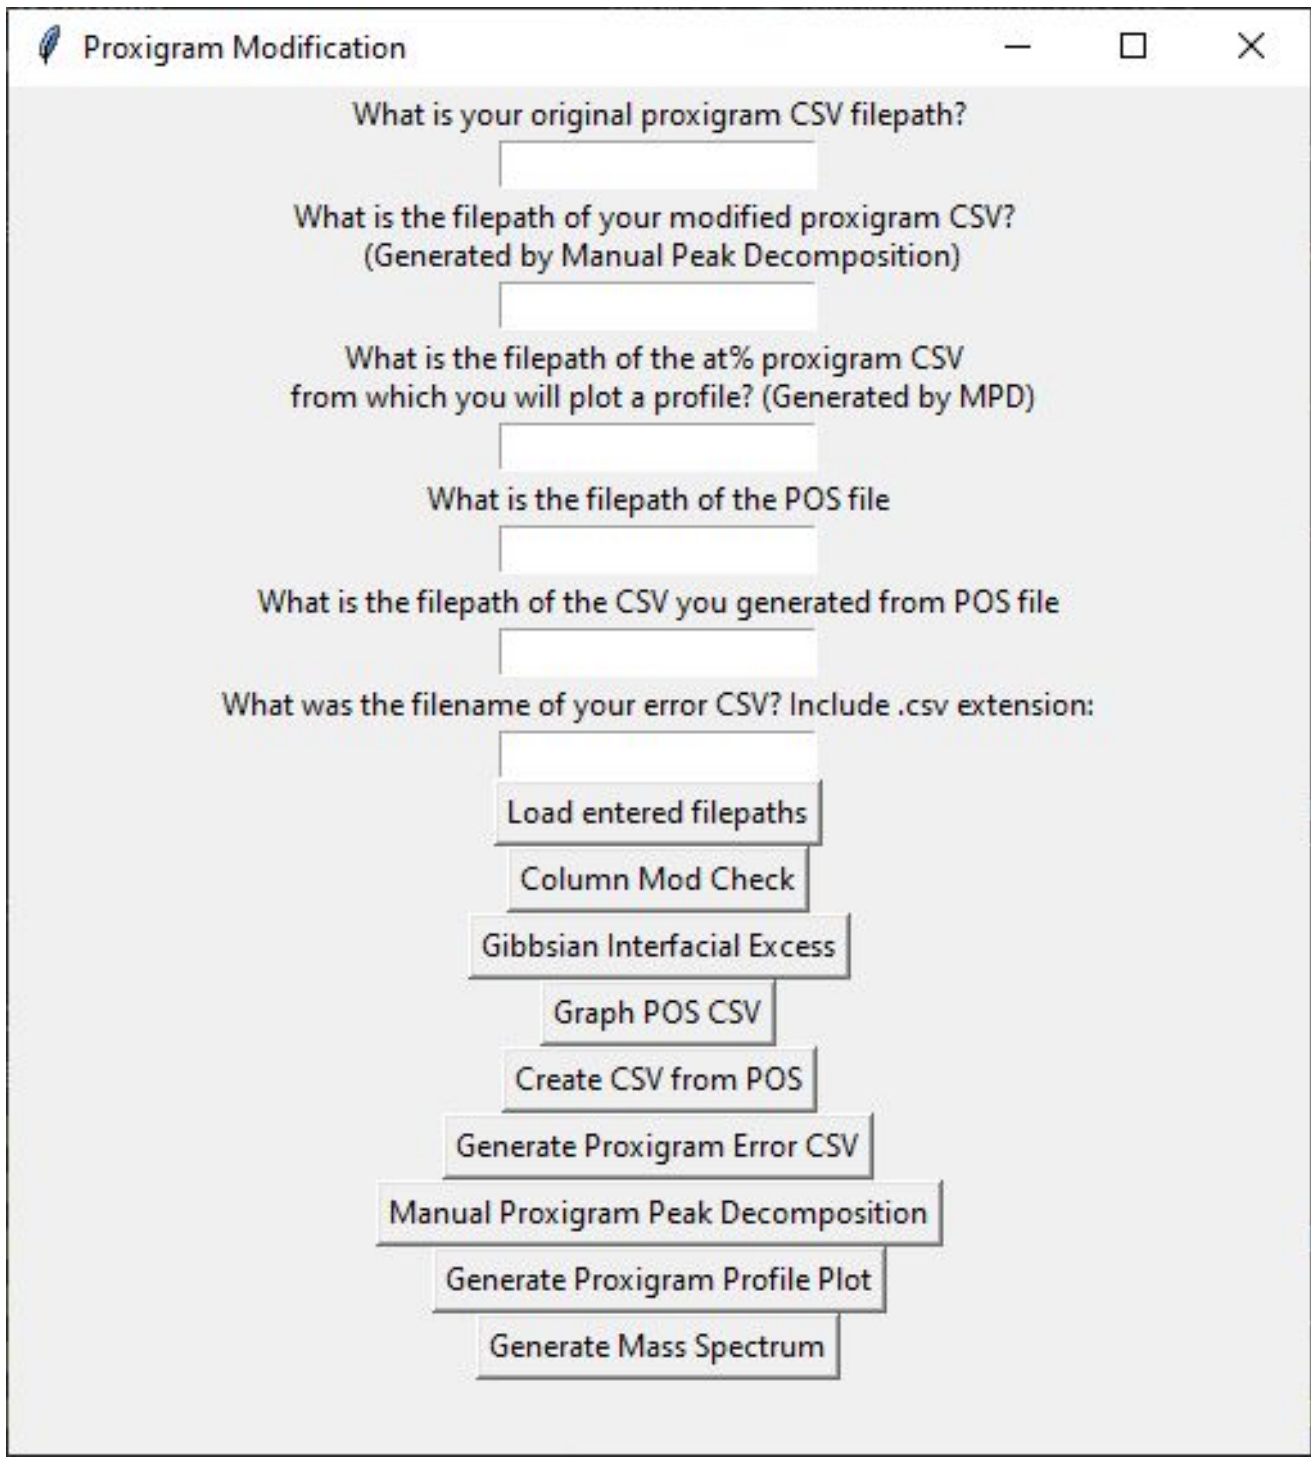 Proxigram Modification
What is your original proxigram CSV filepath?
What is the filepath of your modified proxigram CSV?
(Generated by Manual Peak Decomposition)
What is the filepath of the at% proxigram CSV
from which you will plot a profile? (Generated by MPD)
What is the filepath of the POS file
What is the filepath of the CSV you generated from POS file
What was the filename of your error CSV? Include .csv extension:
Load entered filepaths
Column Mod Check
Gibbsian Interfacial Excess
Graph POS CSV
Create CSV from POS
Generate Proxigram Error CSV
Manual Proxigram Peak Decomposition
Generate Proxigram Profile Plot
Generate Mass Spectrum